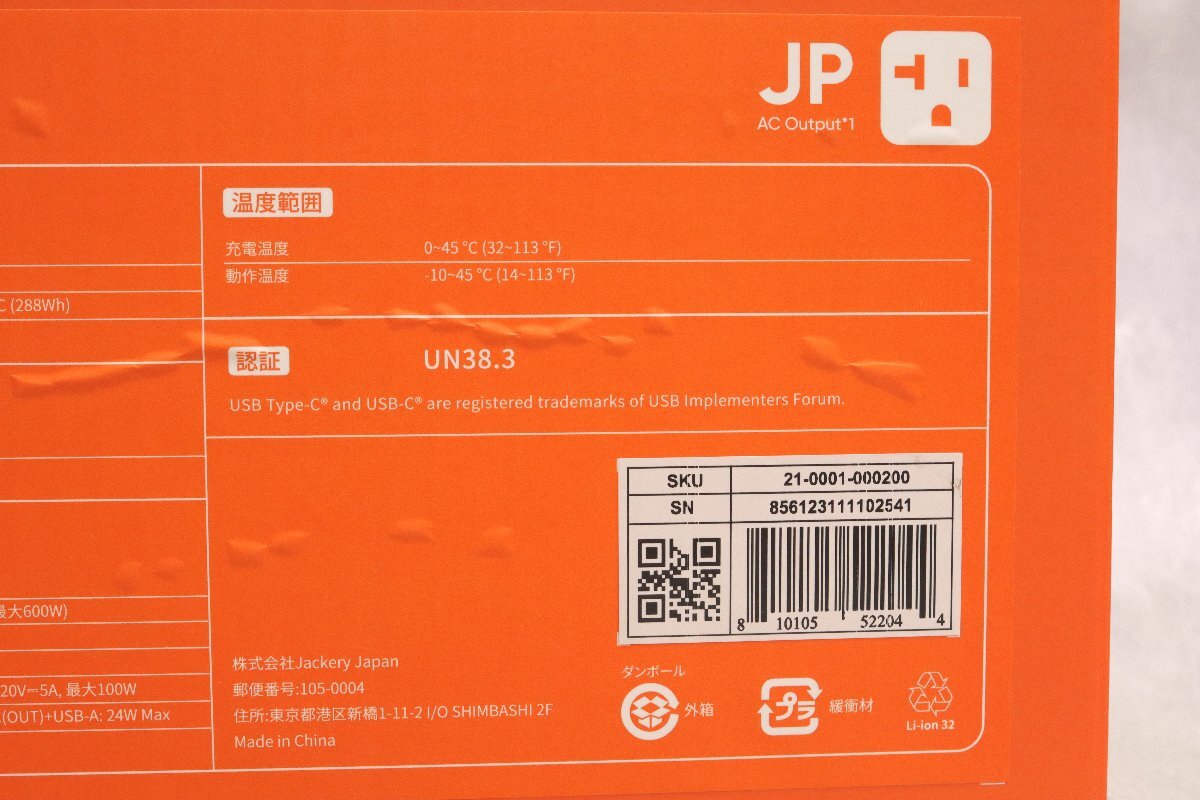 JP
AC Output*1
温度範囲
充電温度 0~45 °C (32~113 °F)
動作温度 -10~45 °C (14~113 °F)
C (288Wh)
認証 UN38.3
USB Type-C® and USB-C® are registered trademarks of USB Implementers Forum.
SKU 21-0001-000200
SN 856123111102541
8 10105 52204 4
最大600W)
20V⎓5A, 最大100W
(OUT)+USB-A: 24W Max
株式会社Jackery Japan
郵便番号:105-0004
住所:東京都港区新橋1-11-2 I/O SHIMBASHI 2F
Made in China
ダンボール
外箱
プラ
緩衝材
Li-ion 32